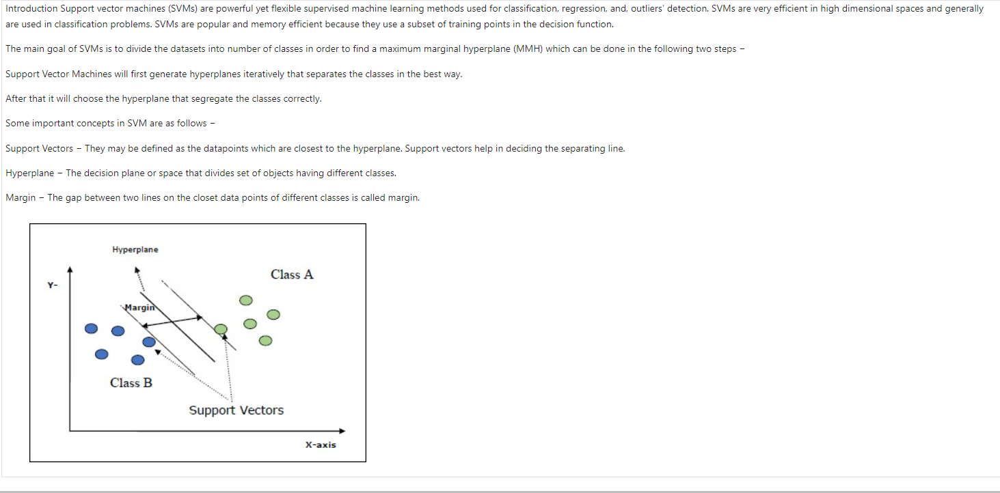 Introduction Support vector machines (SVMs) are powerful yet flexible supervised machine learning methods used for classification, regression, and, outliers' detection. SVMs are very efficient in high dimensional spaces and generally
are used in classification problems. SVMs are popular and memory efficient because they use a subset of training points in the decision function.
The main goal of SVMs is to divide the datasets into number of classes in order to find a maximum marginal hyperplane (MMH) which can be done in the following two steps −
Support Vector Machines will first generate hyperplanes iteratively that separates the classes in the best way.
After that it will choose the hyperplane that segregate the classes correctly.
Some important concepts in SVM are as follows −
Support Vectors − They may be defined as the datapoints which are closest to the hyperplane. Support vectors help in deciding the separating line.
Hyperplane − The decision plane or space that divides set of objects having different classes.
Margin − The gap between two lines on the closet data points of different classes is called margin.
Hyperplane
Class A
Y-
Margin
Class B
Support Vectors
X-axis